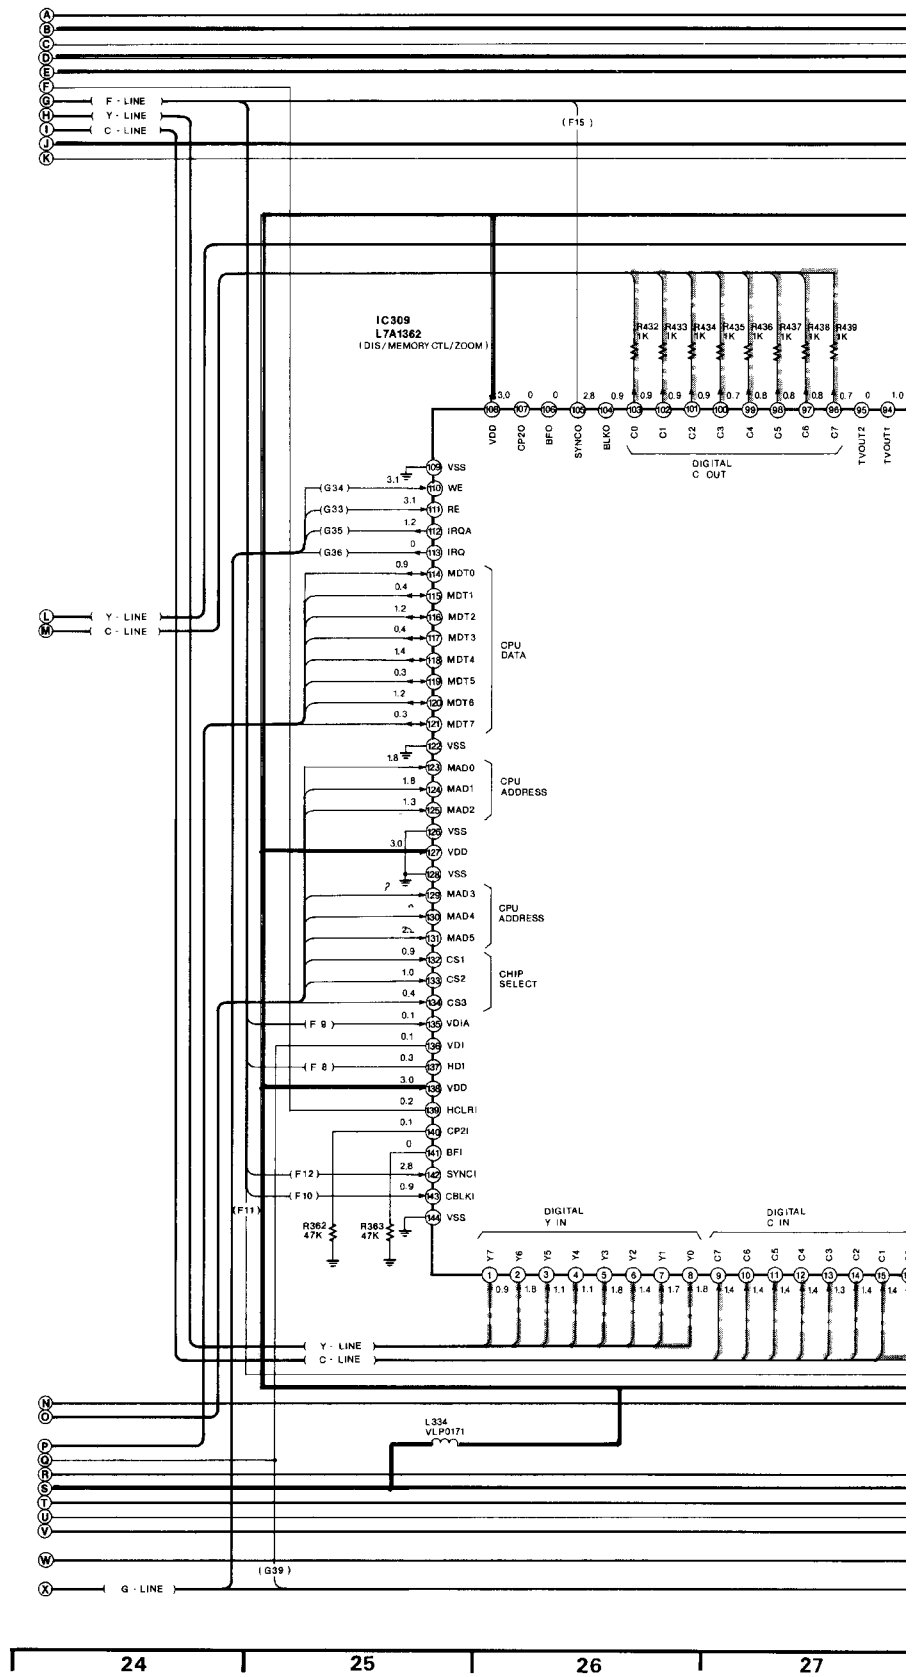 A
B
C
D
E
F
G ( F - LINE )
H ( Y - LINE )
I ( C - LINE )
J
K
(F15)
IC309
L7A1362
(DIS/MEMORY CTL/ZOOM)
R432 1K
R433 1K
R434 1K
R435 1K
R436 1K
R437 1K
R438 1K
R439 1K
3.0 0 0 2.8 0.9 0.9 0.9 0.9 0.7 0.8 0.8 0.8 0.7 0 1.0
108 107 106 105 104 103 102 101 100 99 98 97 96 95 94
VDD CP2O BFO SYNCO BLKO C0 C1 C2 C3 C4 C5 C6 C7 TVOUT2 TVOUT1
DIGITAL
C OUT
109 VSS
(G34) 3.1 110 WE
(G33) 3.1 111 RE
(G35) 1.2 112 IRQA
(G36) 0 113 IRQ
0.9 114 MDT0
0.4 115 MDT1
1.2 116 MDT2
0.4 117 MDT3
1.4 118 MDT4
0.3 119 MDT5
1.2 120 MDT6
0.3 121 MDT7
CPU
DATA
L ( Y - LINE )
M ( C - LINE )
122 VSS
1.8 123 MAD0
1.8 124 MAD1
1.3 125 MAD2
CPU
ADDRESS
126 VSS
3.0 127 VDD
128 VSS
129 MAD3
130 MAD4
131 MAD5
CPU
ADDRESS
0.9 132 CS1
1.0 133 CS2
0.4 134 CS3
CHIP
SELECT
(F 9) 0.1 135 VDIA
0.1 136 VDI
(F 8) 0.3 137 HDI
3.0 138 VDD
0.2 139 HCLRI
0.1 140 CP2I
0 141 BFI
(F12) 2.8 142 SYNCI
(F10) 0.9 143 CBLKI
(F11)
144 VSS
R362
47K
R363
47K
DIGITAL
Y IN
DIGITAL
C IN
Y7 Y6 Y5 Y4 Y3 Y2 Y1 Y0 C7 C6 C5 C4 C3 C2 C1
1 2 3 4 5 6 7 8 9 10 11 12 13 14 15
0.9 1.8 1.1 1.1 1.8 1.4 1.7 1.8 1.4 1.4 1.4 1.4 1.3 1.4 1.4
( Y - LINE )
( C - LINE )
N
O
L334
VLP0171
P
Q
R
S
T
U
V
W
(G39)
X ( G - LINE )
24 25 26 27